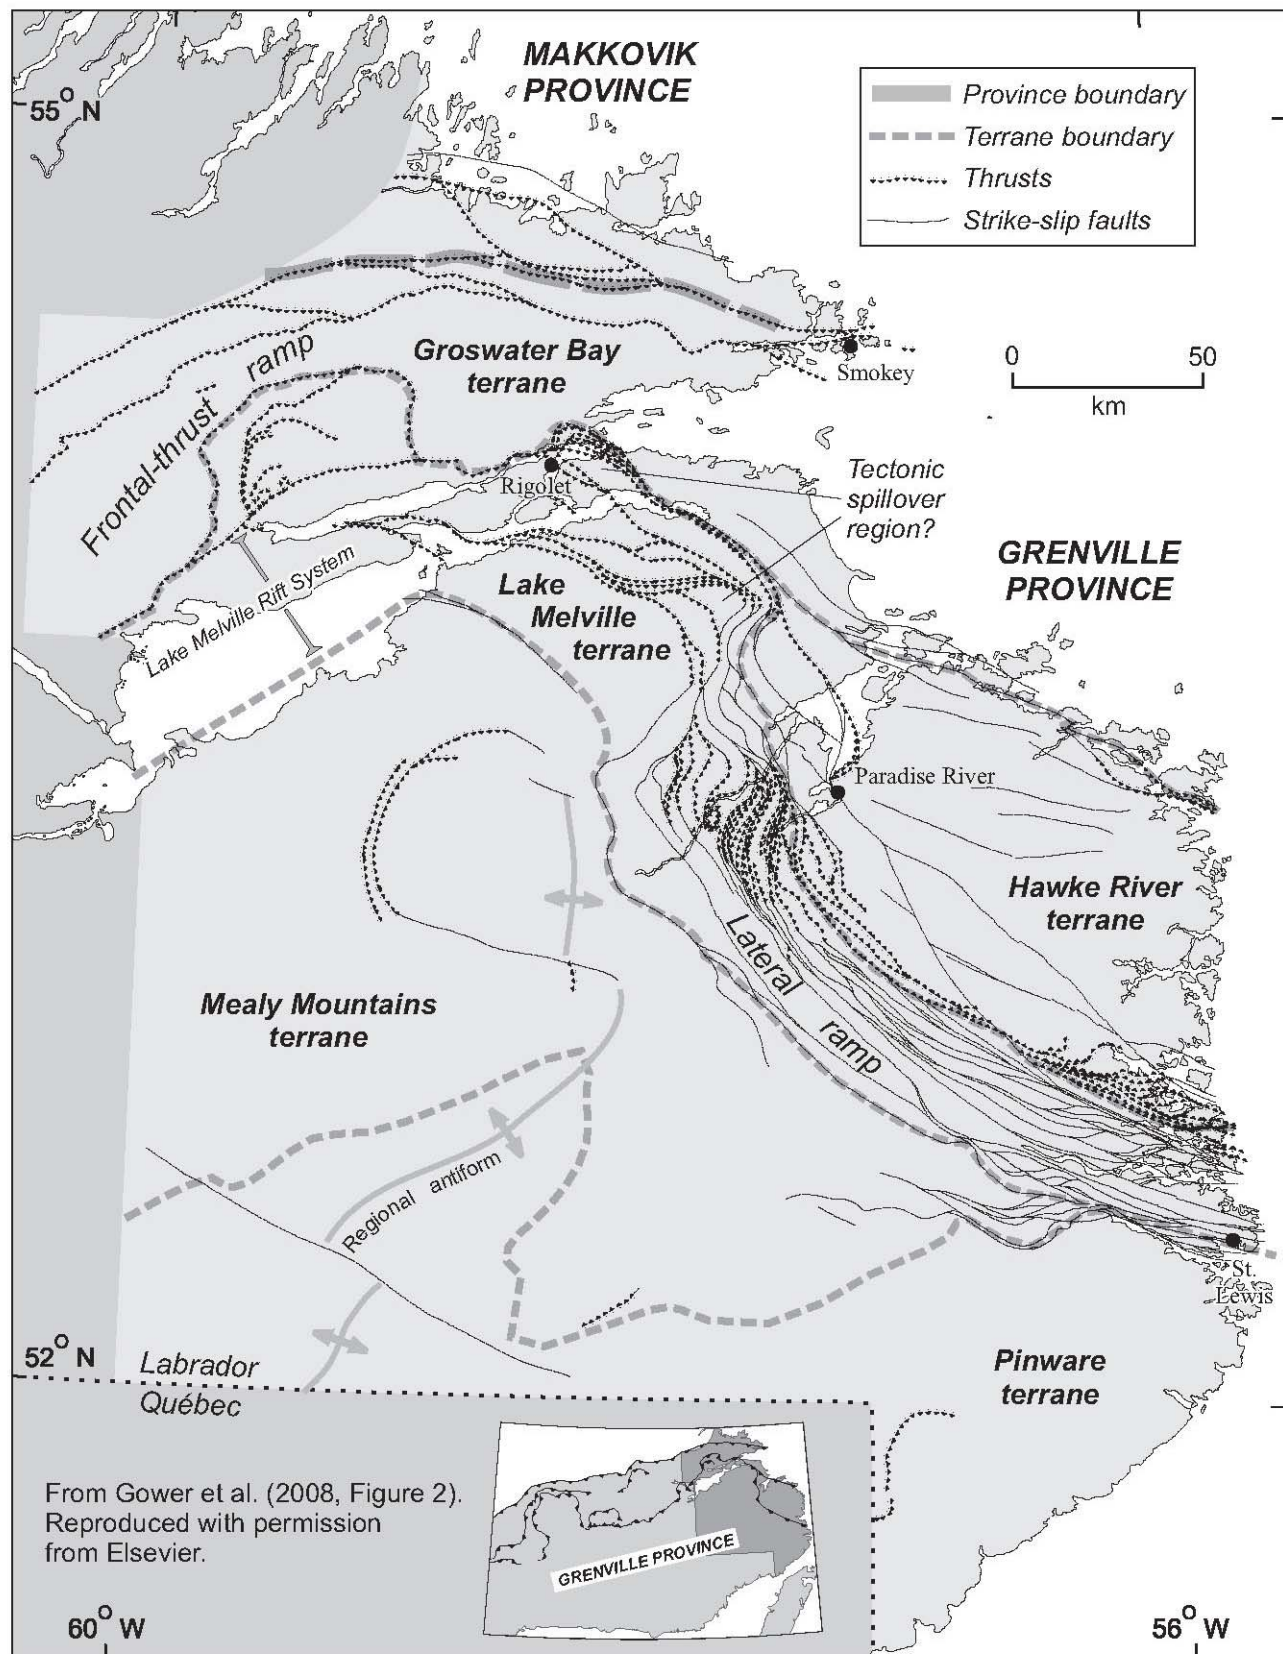 MAKKOVIK
PROVINCE
55° N
Province boundary
Terrane boundary
Thrusts
Strike-slip faults
0 50
km
Groswater Bay
terrane
Smokey
Frontal-thrust ramp
Rigolet
Tectonic
spillover
region?
GRENVILLE
PROVINCE
Lake
Melville
terrane
Lake Melville Rift System
Paradise River
Hawke River
terrane
Lateral ramp
Mealy Mountains
terrane
Regional antiform
St.
Lewis
52° N
Labrador
Québec
Pinware
terrane
From Gower et al. (2008, Figure 2).
Reproduced with permission
from Elsevier.
GRENVILLE PROVINCE
60° W
56° W